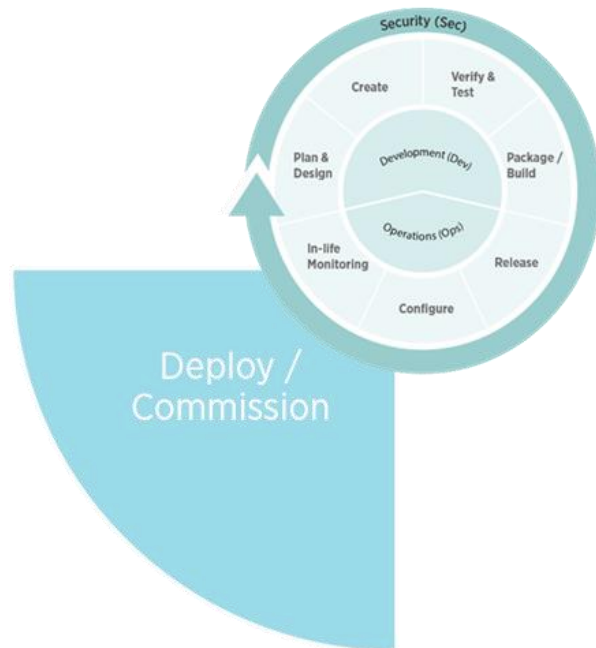 Security (Sec)
Create
Verify &
Test
Plan &
Design
Development (Dev)
Package /
Build
Operations (Ops)
In-life
Monitoring
Release
Configure
Deploy /
Commission